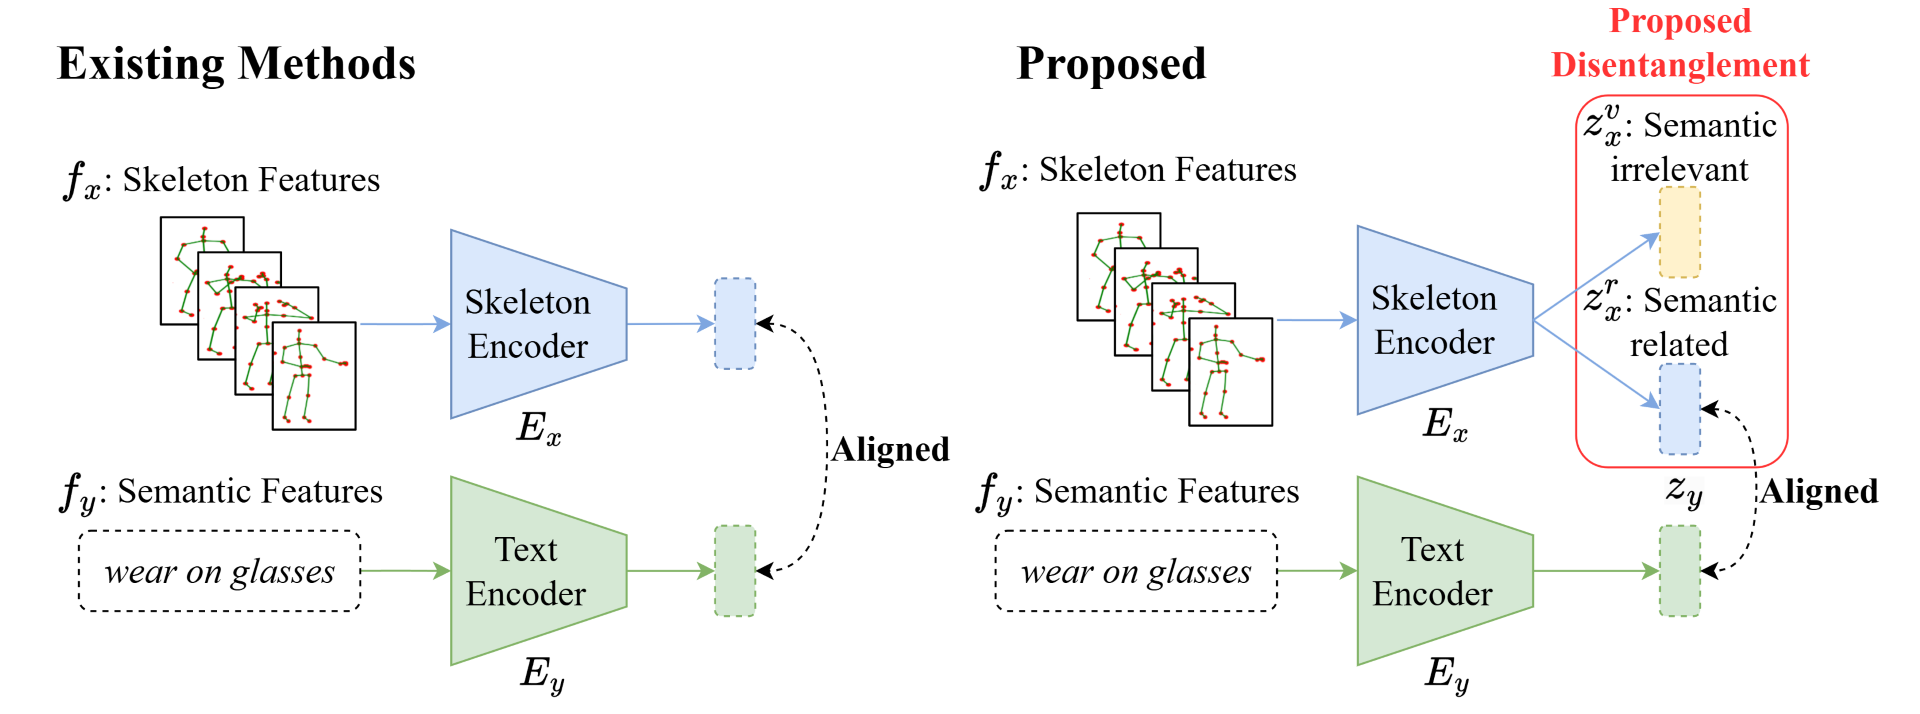 Existing Methods
f_x: Skeleton Features
Skeleton
Encoder
E_x
Aligned
f_y: Semantic Features
wear on glasses
Text
Encoder
E_y
Proposed
Proposed
Disentanglement
f_x: Skeleton Features
Skeleton
Encoder
E_x
z_x^v: Semantic
irrelevant
z_x^r: Semantic
related
z_y
Aligned
f_y: Semantic Features
wear on glasses
Text
Encoder
E_y